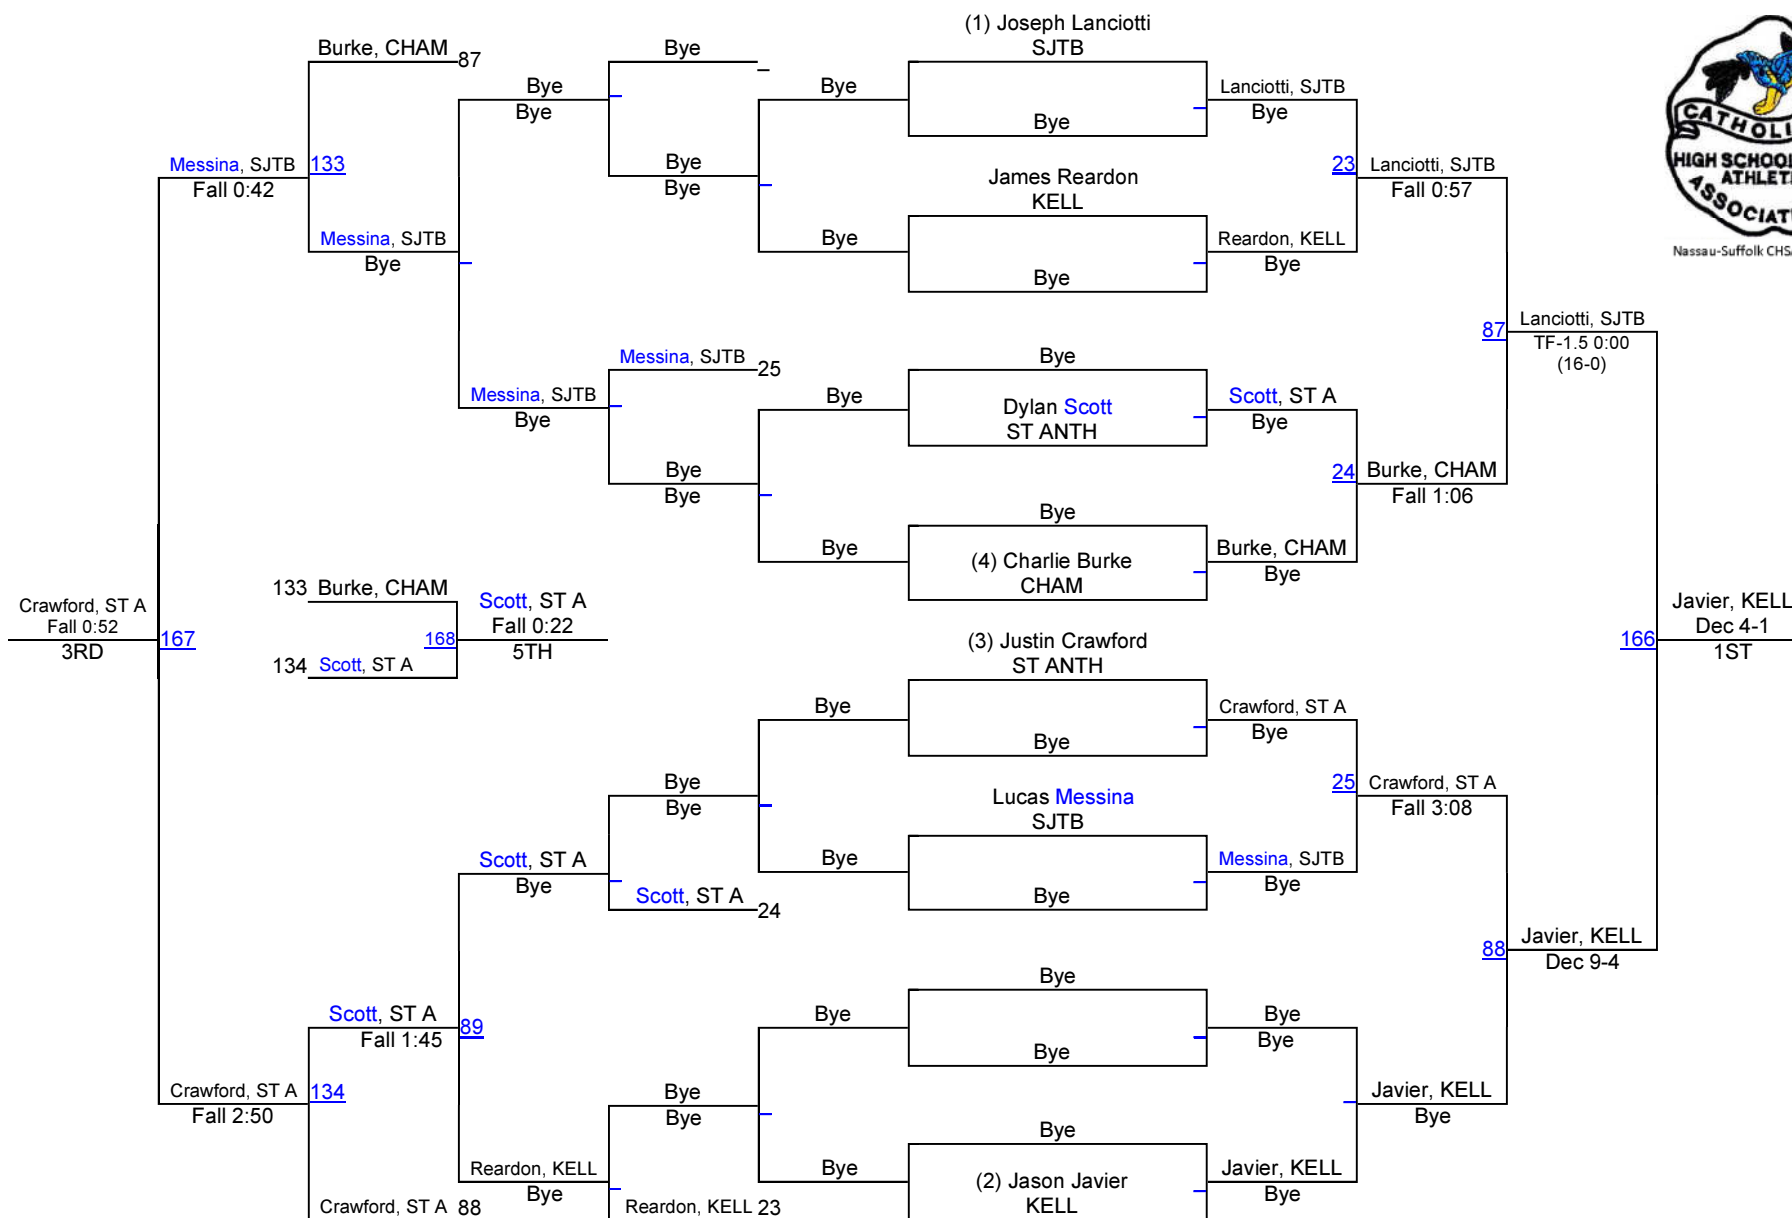 (1) Joseph Lanciotti
SJTB
Burke, CHAM 87
Bye
Bye
Bye
Bye
Bye
Lanciotti, SJTB
Bye
CATHOLI
HIGH SCHOOL
ATHLET
ASSOCIAT
Nassau-Suffolk CHS
Messina, SJTB
133
Fall 0:42
Bye
Bye
James Reardon
KELL
23
Lanciotti, SJTB
Fall 0:57
Messina, SJTB
Bye
Bye
Bye
Reardon, KELL
Bye
87
Lanciotti, SJTB
TF-1.5 0:00
(16-0)
Messina, SJTB 25
Bye
Messina, SJTB
Bye
Bye
Dylan Scott
ST ANTH
Scott, ST A
Bye
Bye
Bye
24
Burke, CHAM
Fall 1:06
Bye
Bye
(4) Charlie Burke
CHAM
Burke, CHAM
Bye
133 Burke, CHAM
Crawford, ST A
Fall 0:52
3RD
167
Scott, ST A
Fall 0:22
168
5TH
134 Scott, ST A
Javier, KELL
Dec 4-1
166
1ST
(3) Justin Crawford
ST ANTH
Bye
Bye
Crawford, ST A
Bye
Bye
Bye
Lucas Messina
SJTB
25
Crawford, ST A
Fall 3:08
Scott, ST A
Bye
Bye
Bye
Messina, SJTB
Bye
Scott, ST A 24
88
Javier, KELL
Dec 9-4
Bye
Scott, ST A
89
Fall 1:45
Bye
Bye
Bye
Bye
Crawford, ST A
134
Fall 2:50
Bye
Bye
Javier, KELL
Bye
Bye
Reardon, KELL
Bye
Bye
(2) Jason Javier
KELL
Javier, KELL
Bye
Crawford, ST A 88
Reardon, KELL 23